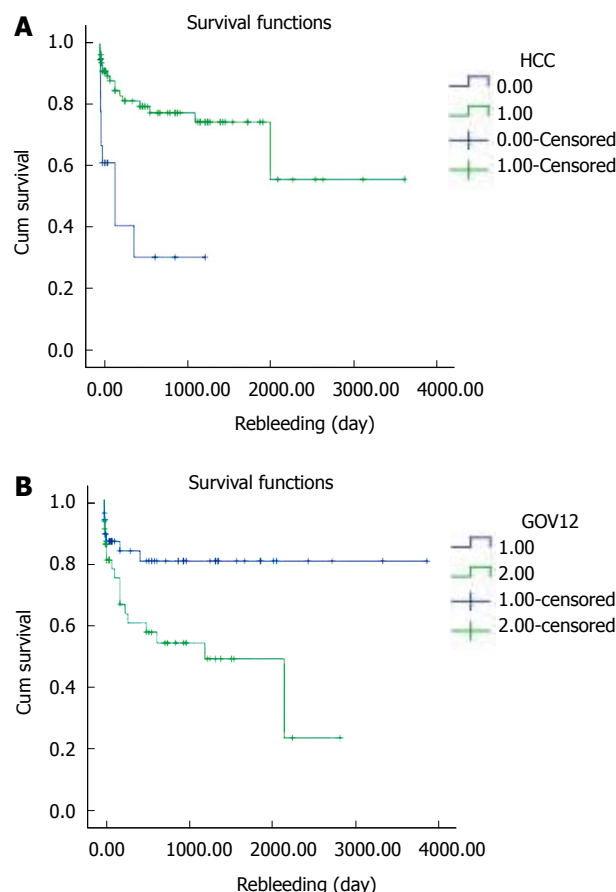 A
Survival functions
HCC
0.00
1.00
0.00-Censored
1.00-Censored
1.0
0.8
0.6
0.4
0.2
0.0
Cum survival
0.00 1000.00 2000.00 3000.00 4000.00
Rebleeding (day)
B
Survival functions
GOV12
1.00
2.00
1.00-censored
2.00-censored
1.0
0.8
0.6
0.4
0.2
0.0
Cum survival
0.00 1000.00 2000.00 3000.00 4000.00
Rebleeding (day)